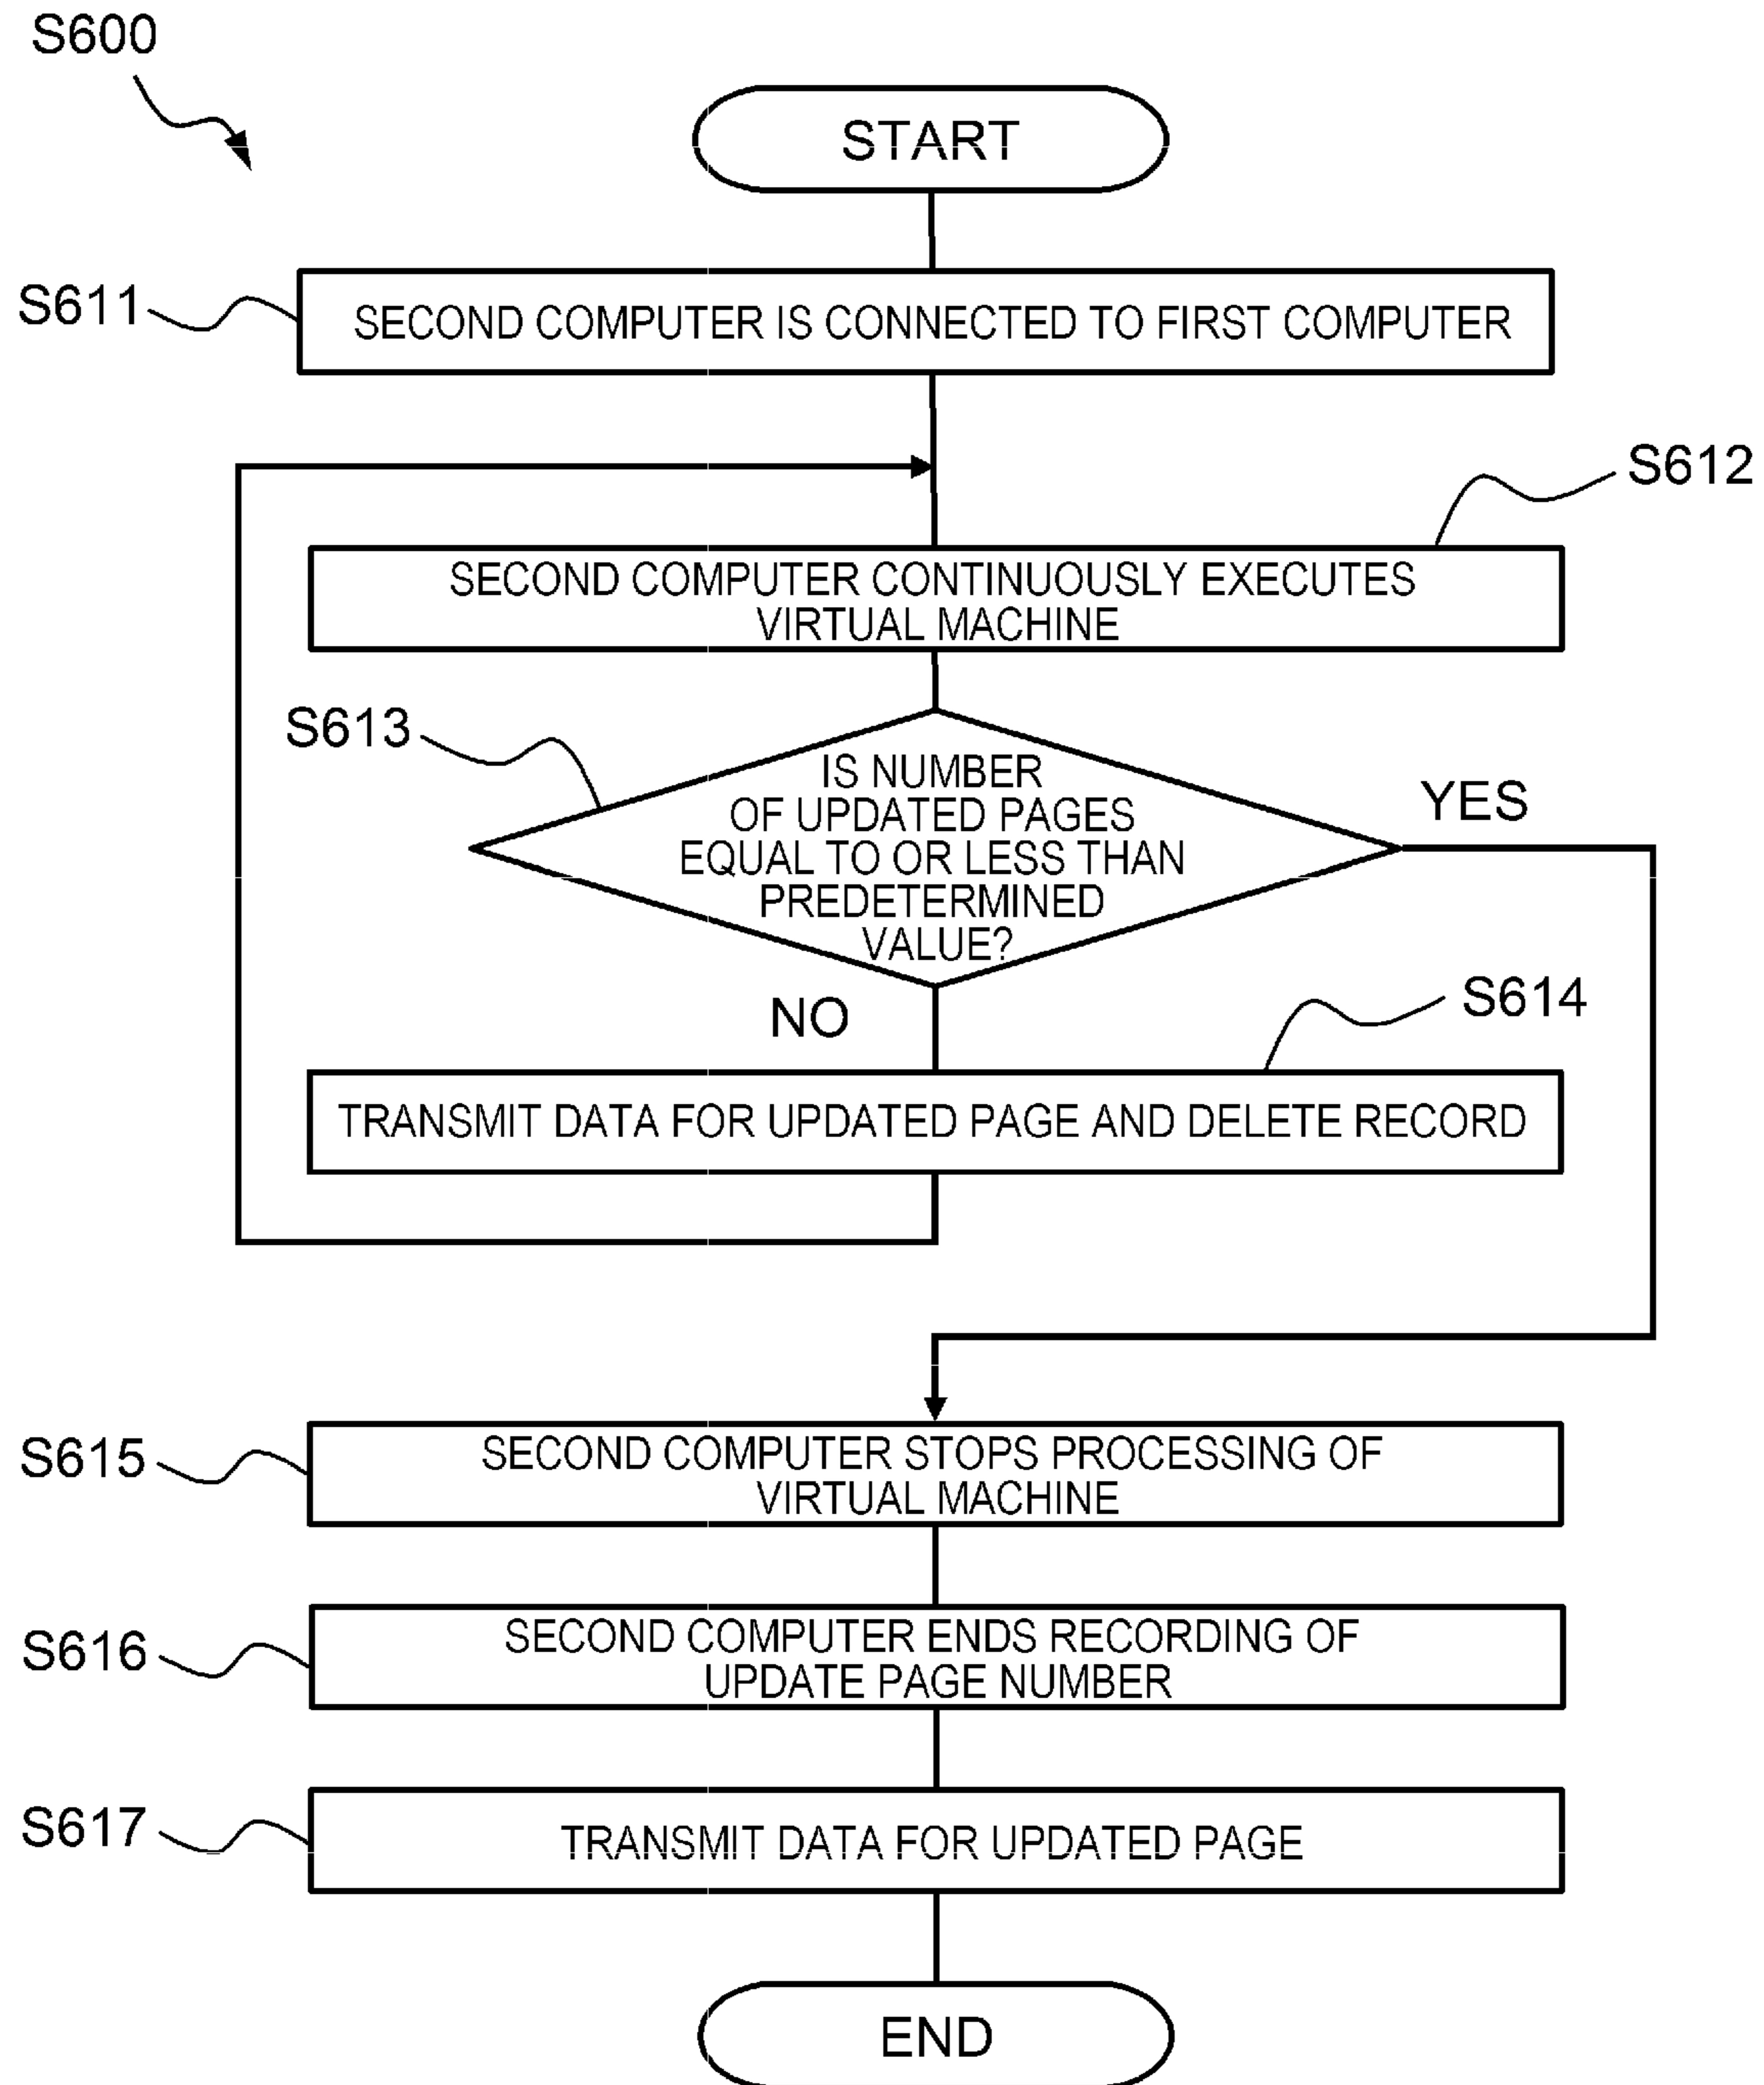 S600
START
S611
SECOND COMPUTER IS CONNECTED TO FIRST COMPUTER
S612
SECOND COMPUTER CONTINUOUSLY EXECUTES
VIRTUAL MACHINE
S613
IS NUMBER
OF UPDATED PAGES
EQUAL TO OR LESS THAN
PREDETERMINED
VALUE?
YES
NO
S614
TRANSMIT DATA FOR UPDATED PAGE AND DELETE RECORD
S615
SECOND COMPUTER STOPS PROCESSING OF
VIRTUAL MACHINE
S616
SECOND COMPUTER ENDS RECORDING OF
UPDATE PAGE NUMBER
S617
TRANSMIT DATA FOR UPDATED PAGE
END